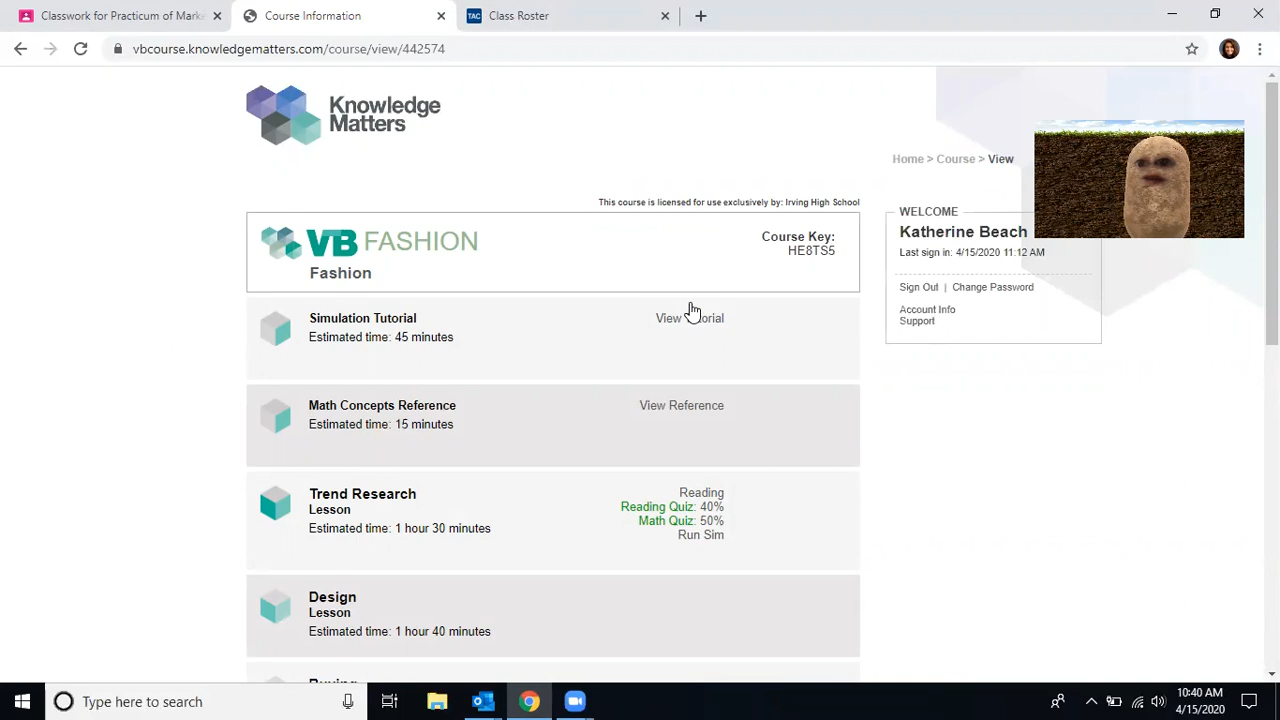 Classwork for Practicum of Marke
Course Information
TAC
Class Roster
vbcourse.knowledgematters.com/course/view/442574
Knowledge
Matters
Home > Course > View
This course is licensed for use exclusively by: Irving High School
WELCOME
VB FASHION
Course Key:
HE8TS5
Katherine Beach
Last sign in: 4/15/2020 11:12 AM
Fashion
Sign Out | Change Password
Account Info
Support
Simulation Tutorial
View
Estimated time: 45 minutes
Math Concepts Reference
View Reference
Estimated time: 15 minutes
Trend Research
Reading
Lesson
Reading Quiz: 40%
Math Quiz: 50%
Estimated time: 1 hour 30 minutes
Run Sim
Design
Lesson
Estimated time: 1 hour 40 minutes
Type here to search
10:40 AM
4/15/2020